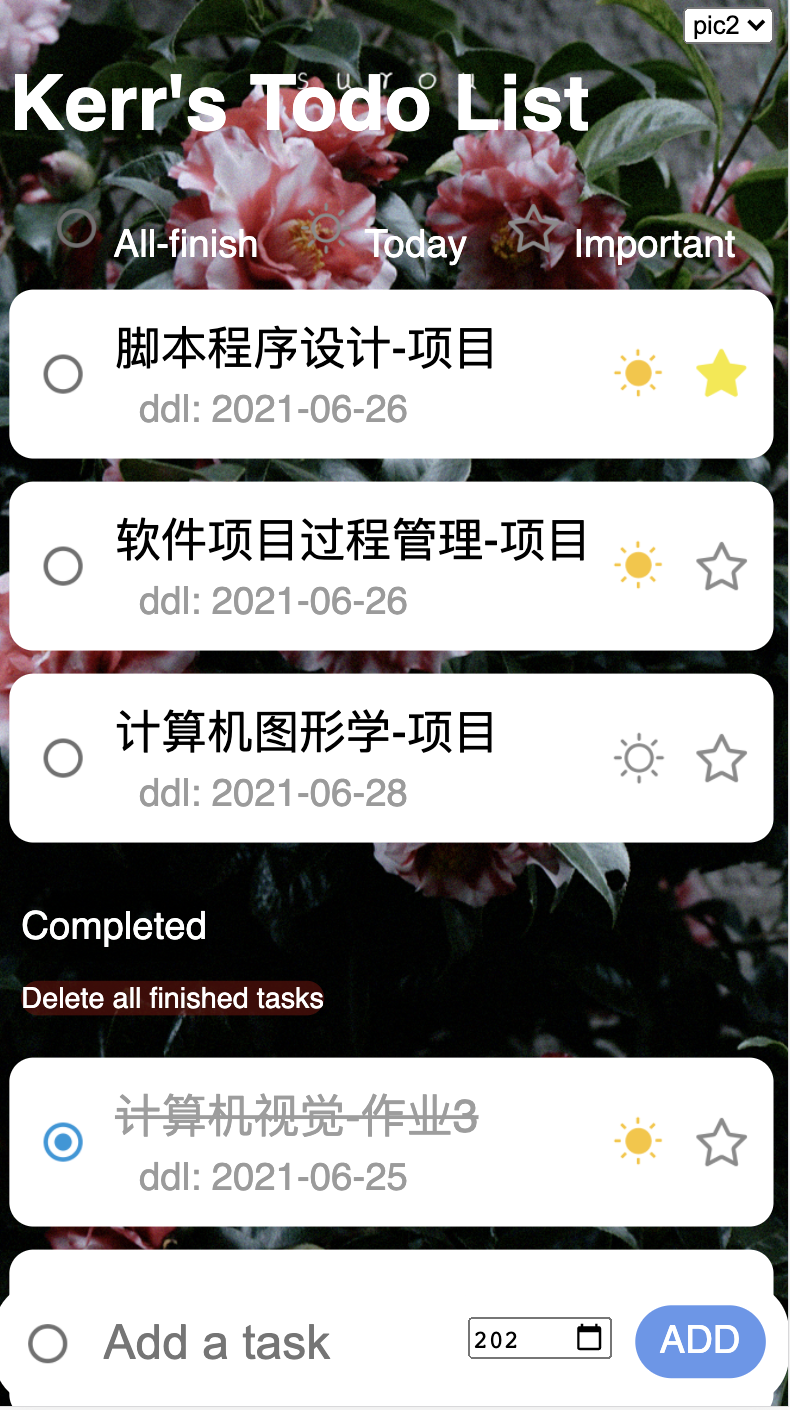 pic2
Kerr's Todo List
All-finish Today Important
脚本程序设计-项目
ddl: 2021-06-26
软件项目过程管理-项目
ddl: 2021-06-26
计算机图形学-项目
ddl: 2021-06-28
Completed
Delete all finished tasks
计算机视觉-作业3
ddl: 2021-06-25
Add a task 202 ADD